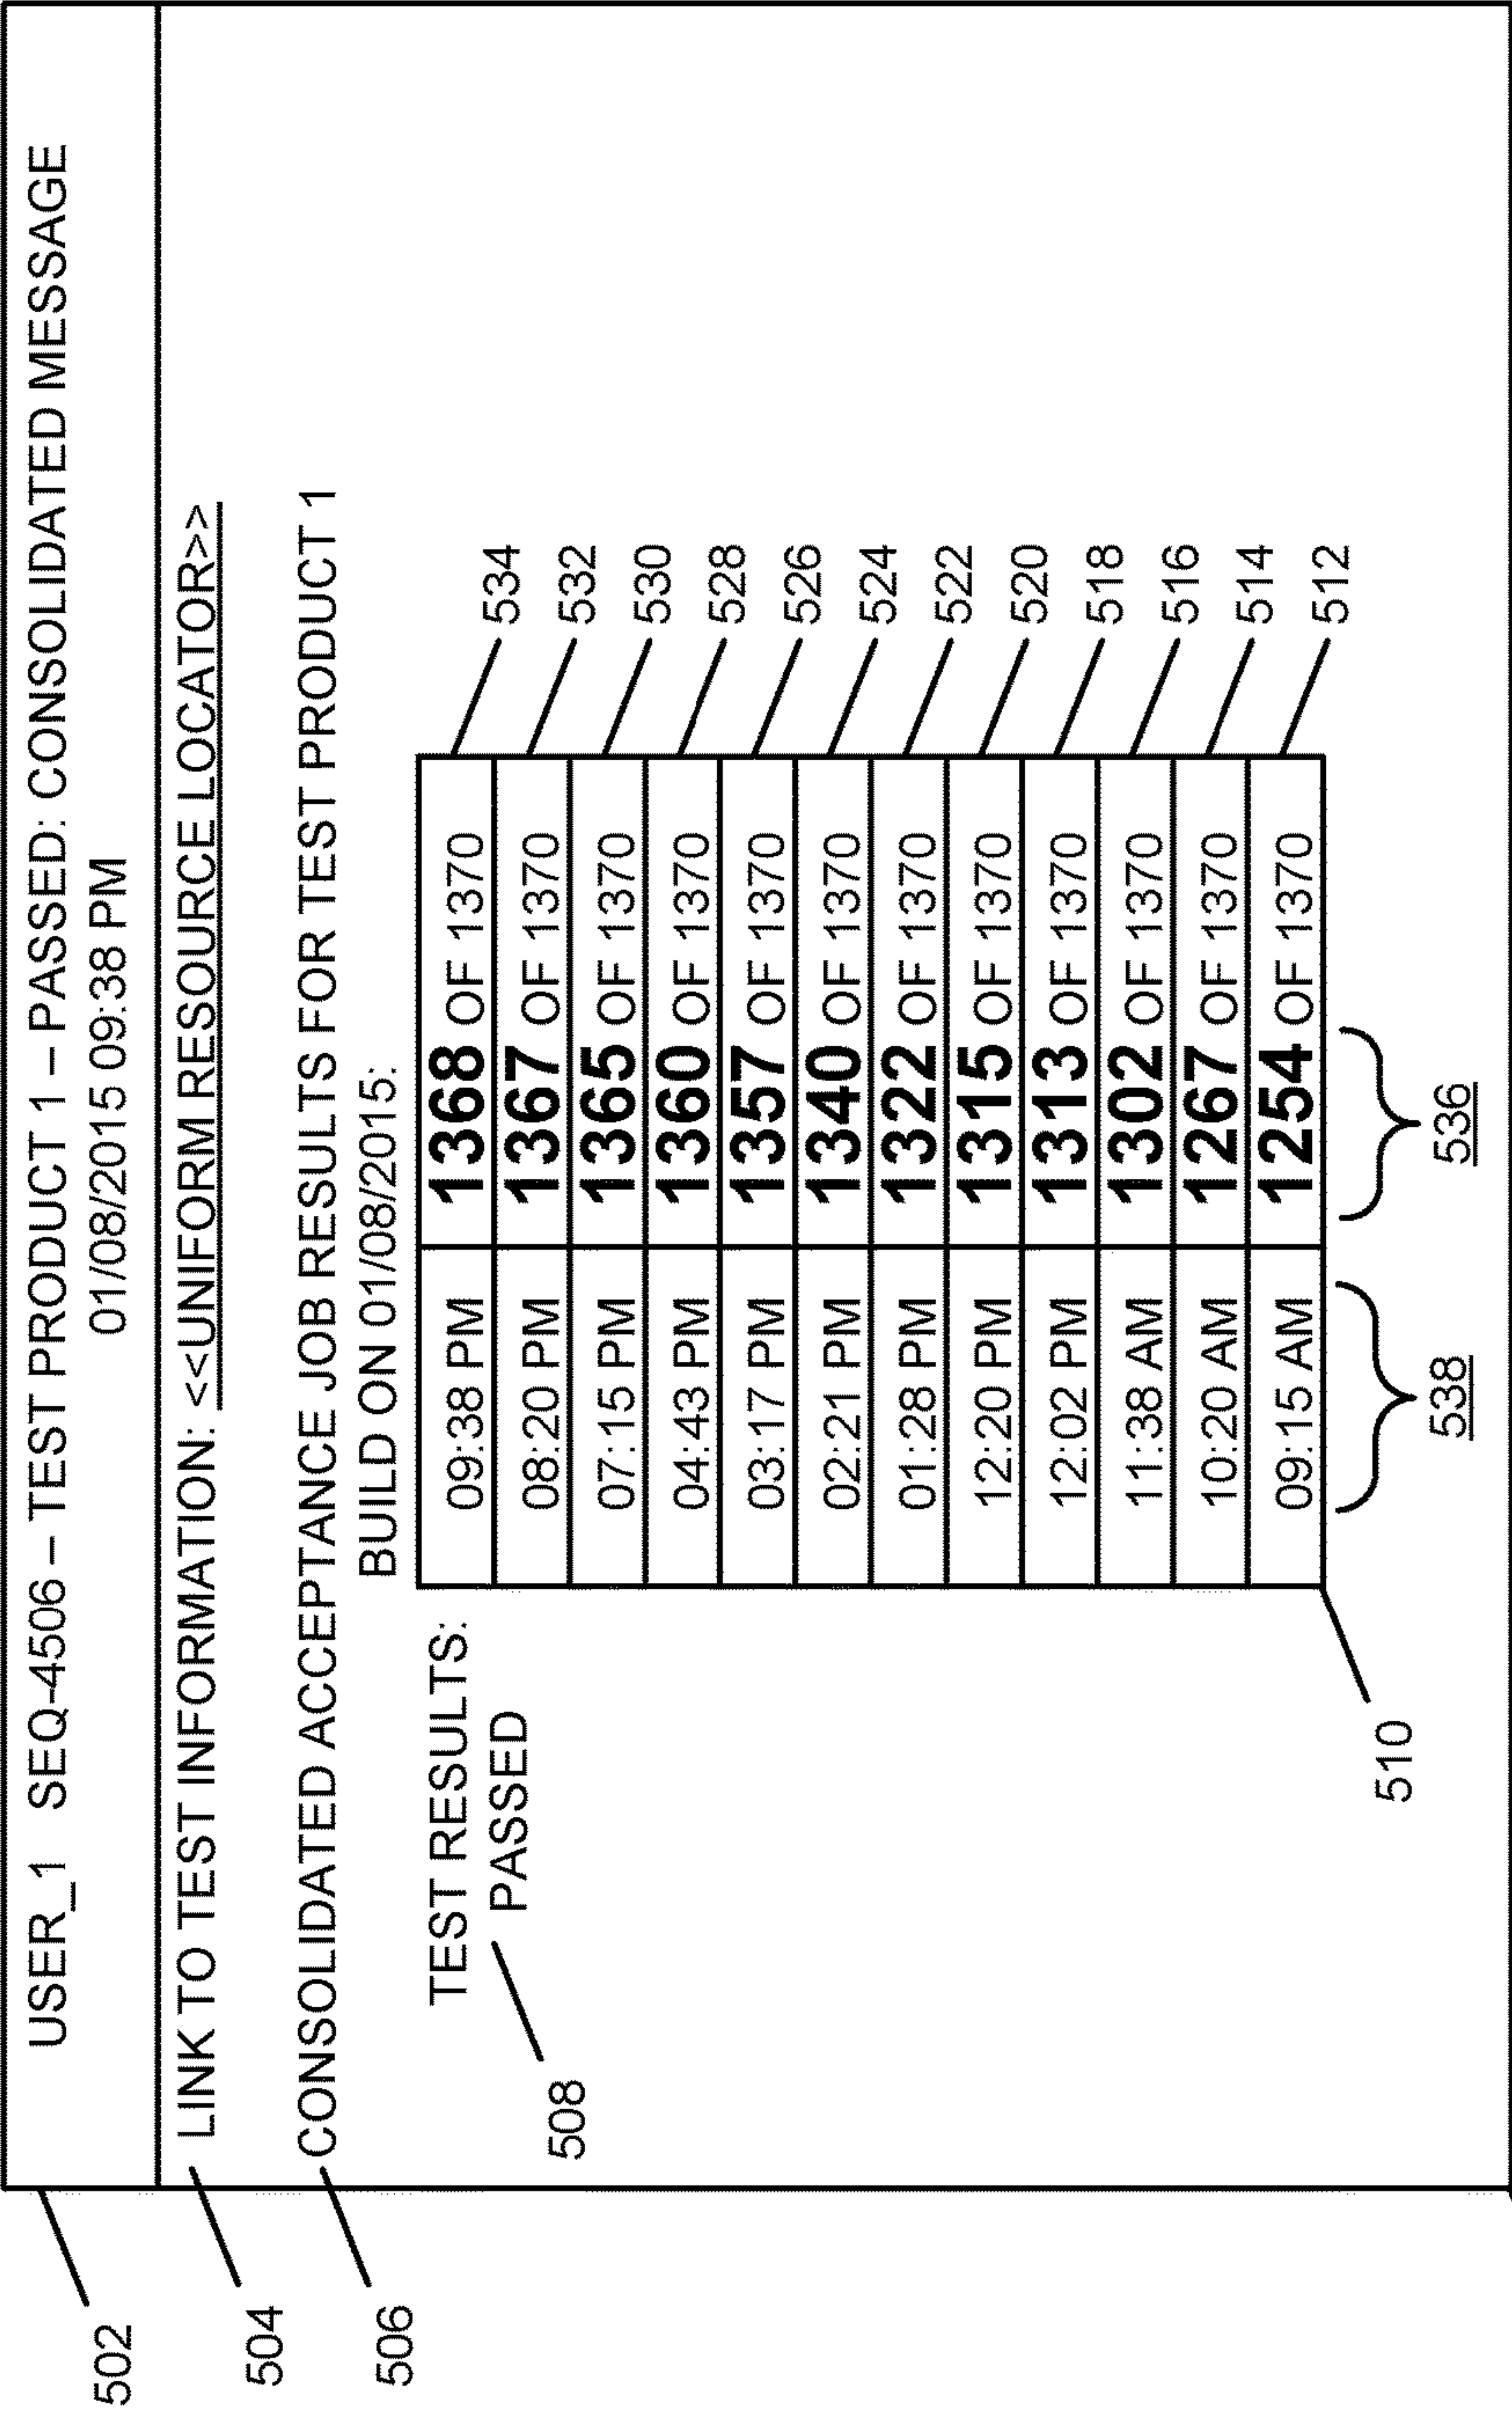 USER_1 SEQ-4506 – TEST PRODUCT 1 – PASSED: CONSOLIDATED MESSAGE
01/08/2015 09:38 PM
502
LINK TO TEST INFORMATION: <<UNIFORM RESOURCE LOCATOR>>
504
CONSOLIDATED ACCEPTANCE JOB RESULTS FOR TEST PRODUCT 1
506
BUILD ON 01/08/2015:
TEST RESULTS:
PASSED
508
09:38 PM 1368 OF 1370 534
08:20 PM 1367 OF 1370 532
07:15 PM 1365 OF 1370 530
04:43 PM 1360 OF 1370 528
03:17 PM 1357 OF 1370 526
02:21 PM 1340 OF 1370 524
01:28 PM 1322 OF 1370 522
12:20 PM 1315 OF 1370 520
12:02 PM 1313 OF 1370 518
11:38 AM 1302 OF 1370 516
10:20 AM 1267 OF 1370 514
09:15 AM 1254 OF 1370 512
510
538
536